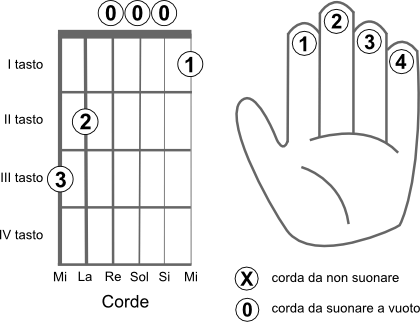 0 0 0
1 2 3 4
I tasto 1
II tasto 2
III tasto 3
IV tasto
Mi La Re Sol Si Mi
Corde
X corda da non suonare
0 corda da suonare a vuoto